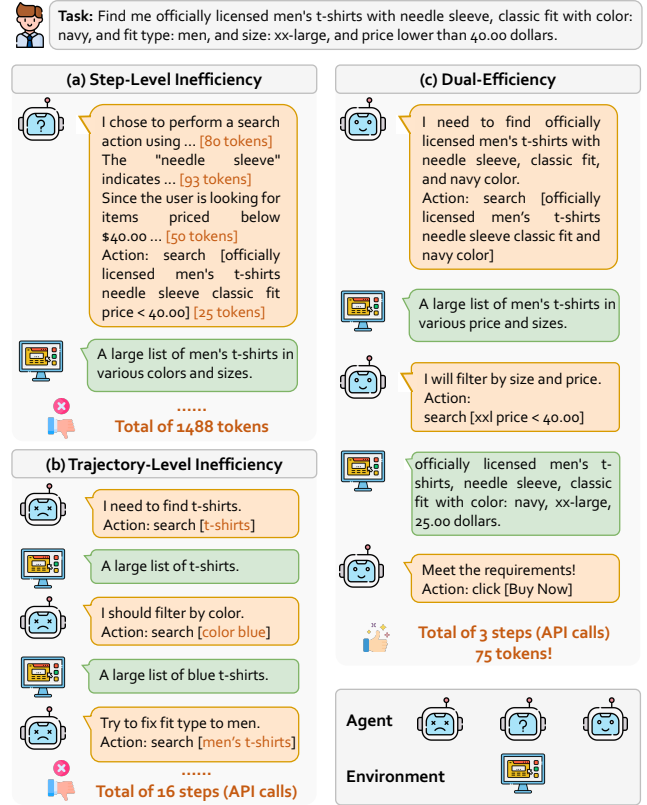 Task: Find me officially licensed men's t-shirts with needle sleeve, classic fit with color:
navy, and fit type: men, and size: xx-large, and price lower than 40.00 dollars.
(a) Step-Level Inefficiency
?
I chose to perform a search
action using ... [80 tokens]
The "needle sleeve"
indicates ... [93 tokens]
Since the user is looking for
items priced below
$40.00 ... [50 tokens]
Action: search [officially
licensed men's t-shirts
needle sleeve classic fit
price < 40.00] [25 tokens]
A large list of men's t-shirts in
various colors and sizes.
......
Total of 1488 tokens
(b) Trajectory-Level Inefficiency
I need to find t-shirts.
Action: search [t-shirts]
A large list of t-shirts.
I should filter by color.
Action: search [color blue]
A large list of blue t-shirts.
Try to fix fit type to men.
Action: search [men's t-shirts]
......
Total of 16 steps (API calls)
(c) Dual-Efficiency
I need to find officially
licensed men's t-shirts with
needle sleeve, classic fit,
and navy color.
Action: search [officially
licensed men's t-shirts
needle sleeve classic fit and
navy color]
A large list of men's t-shirts in
various price and sizes.
I will filter by size and price.
Action:
search [xxl price < 40.00]
officially licensed men's t-
shirts, needle sleeve, classic
fit with color: navy, xx-large,
25.00 dollars.
Meet the requirements!
Action: click [Buy Now]
Total of 3 steps (API calls)
75 tokens!
Agent
?
Environment